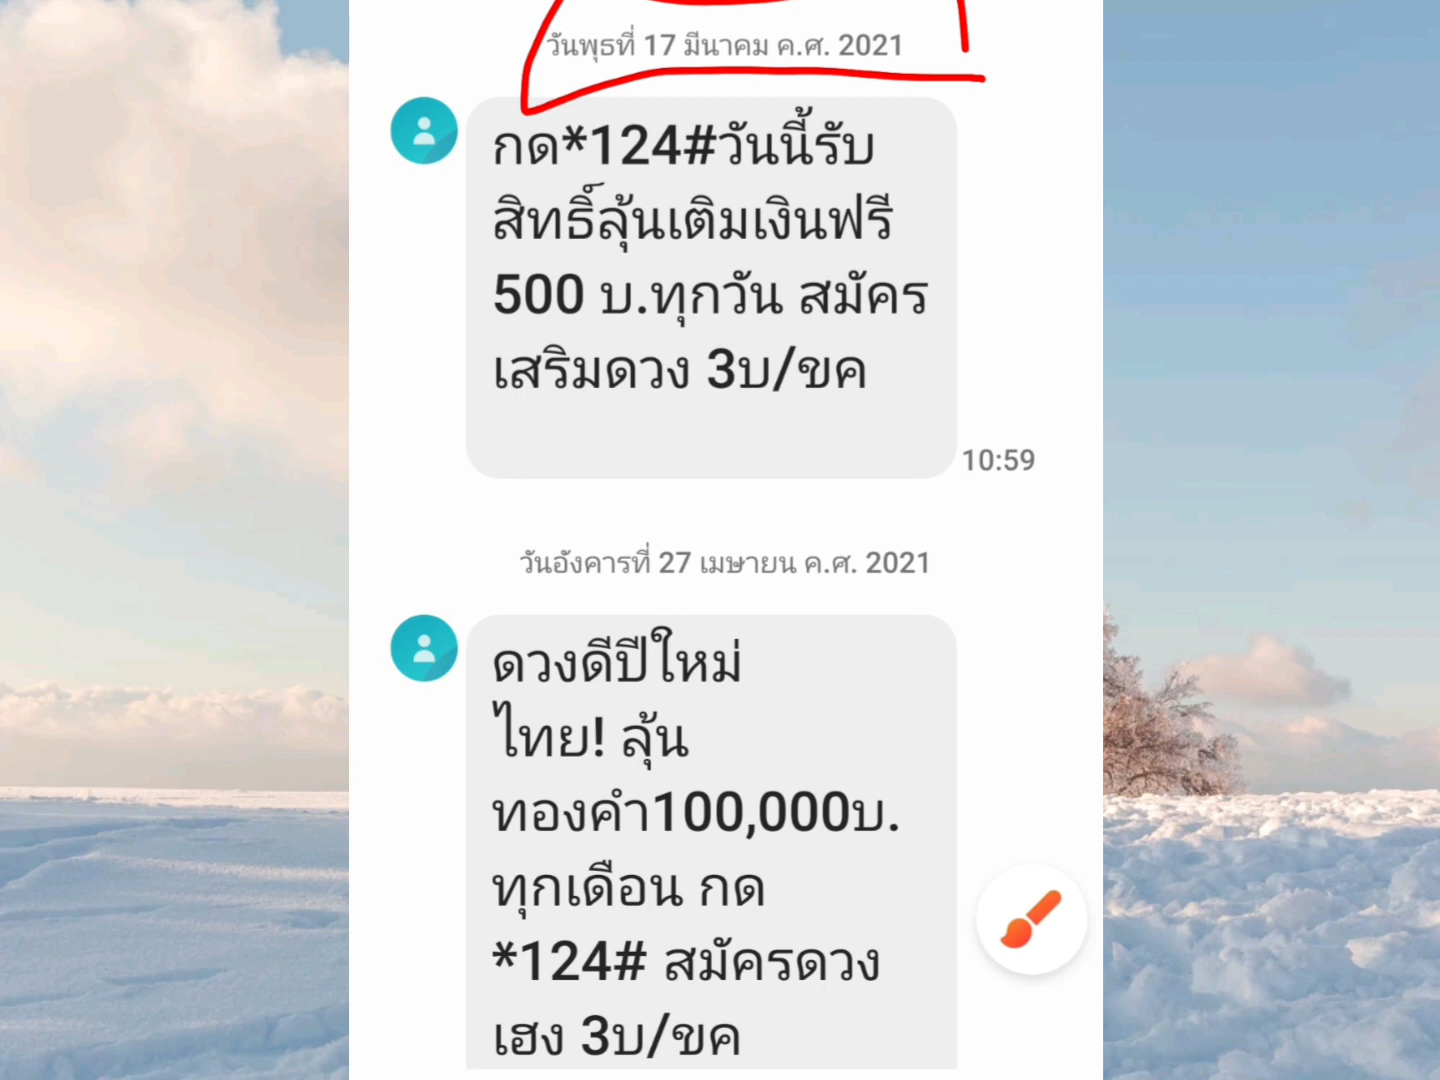 วันพุธที่ 17 มีนาคม ค.ศ. 2021
กด*124#วันนี้รับ
สิทธิ์ลุ้นเติมเงินฟรี
500 บ.ทุกวัน สมัคร
เสริมดวง 3บ/ขค
10:59
วันอังคารที่ 27 เมษายน ค.ศ. 2021
ดวงดีปีใหม่
ไทย! ลุ้น
ทองคำ100,000บ.
ทุกเดือน กด
*124# สมัครดวง
เฮง 3บ/ขค